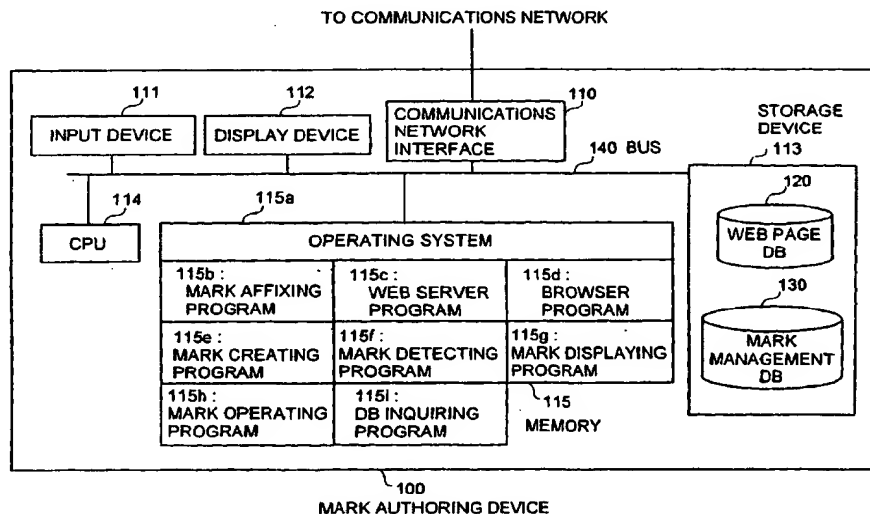 TO COMMUNICATIONS NETWORK
111
INPUT DEVICE
112
DISPLAY DEVICE
110
COMMUNICATIONS
NETWORK
INTERFACE
140 BUS
STORAGE
DEVICE
113
120
WEB PAGE
DB
130
MARK
MANAGEMENT
DB
114
CPU
115a
OPERATING SYSTEM
115b :
MARK AFFIXING
PROGRAM
115c :
WEB SERVER
PROGRAM
115d :
BROWSER
PROGRAM
115e :
MARK CREATING
PROGRAM
115f :
MARK DETECTING
PROGRAM
115g :
MARK DISPLAYING
PROGRAM
115h :
MARK OPERATING
PROGRAM
115i :
DB INQUIRING
PROGRAM
115
MEMORY
100
MARK AUTHORING DEVICE